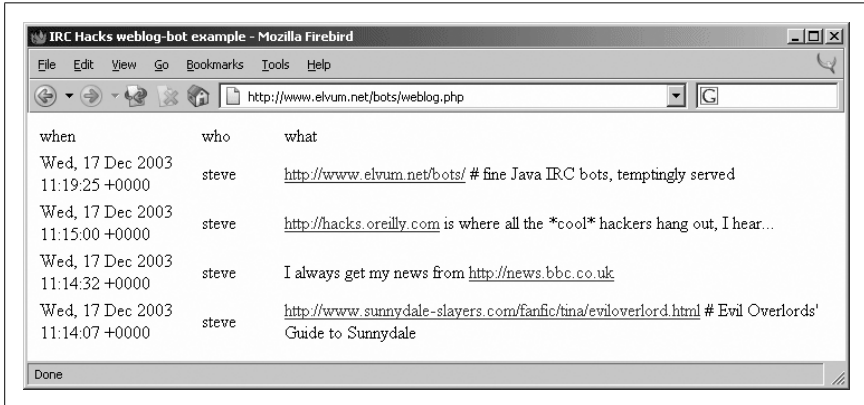 IRC Hacks weblog-bot example - Mozilla Firebird
File Edit View Go Bookmarks Tools Help
http://www.elvum.net/bots/weblog.php G
when who what
Wed, 17 Dec 2003
11:19:25 +0000 steve http://www.elvum.net/bots/ # fine Java IRC bots, temptingly served
Wed, 17 Dec 2003
11:15:00 +0000 steve http://hacks.oreilly.com is where all the *cool* hackers hang out, I hear...
Wed, 17 Dec 2003
11:14:32 +0000 steve I always get my news from http://news.bbc.co.uk
Wed, 17 Dec 2003
11:14:07 +0000 steve http://www.sunnydale-slayers.com/fanfic/tina/eviloverlord.html # Evil Overlords'
Guide to Sunnydale
Done